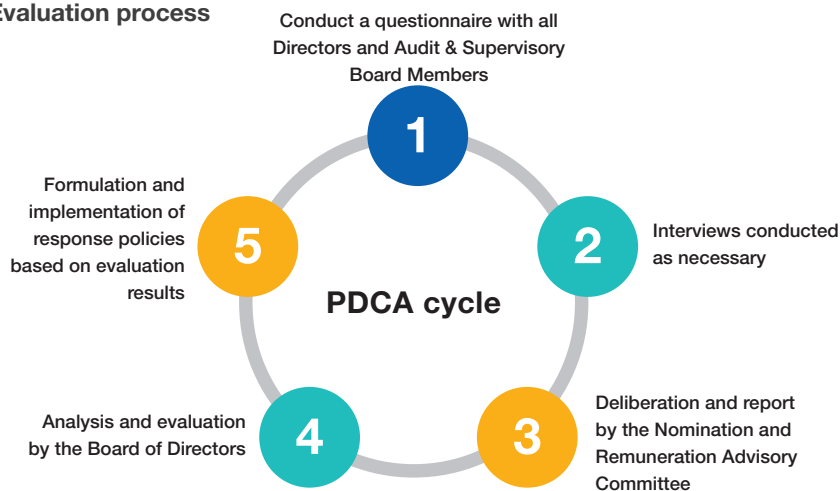 Evaluation process
Conduct a questionnaire with all
Directors and Audit & Supervisory
Board Members
1
2
Interviews conducted
as necessary
3
Deliberation and report
by the Nomination and
Remuneration Advisory
Committee
4
Analysis and evaluation
by the Board of Directors
5
Formulation and
implementation of
response policies
based on evaluation
results
PDCA cycle